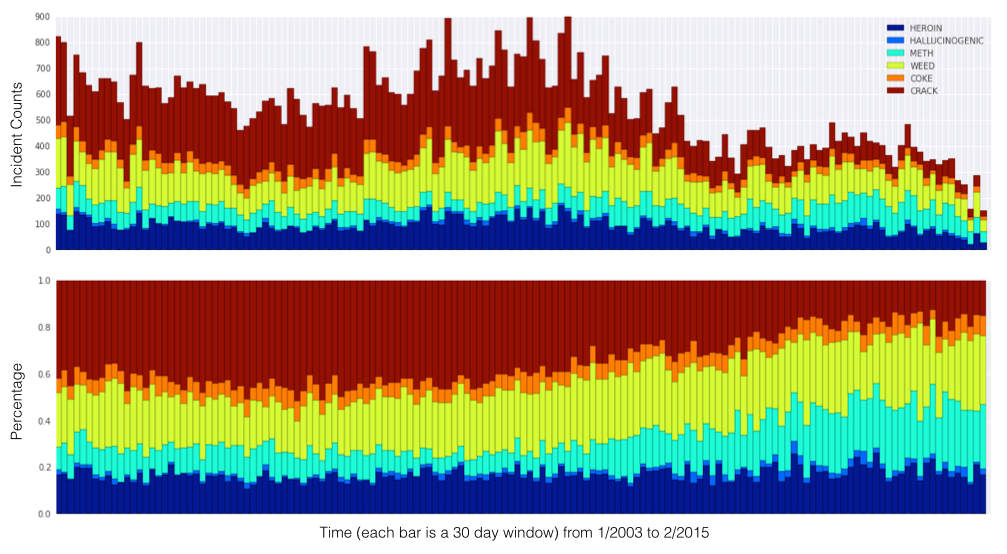 Incident Counts
900
800
700
600
500
400
300
200
100
0
HEROIN
HALLUCINOGENIC
METH
WEED
COKE
CRACK
Percentage
1.0
0.8
0.6
0.4
0.2
0.0
Time (each bar is a 30 day window) from 1/2003 to 2/2015